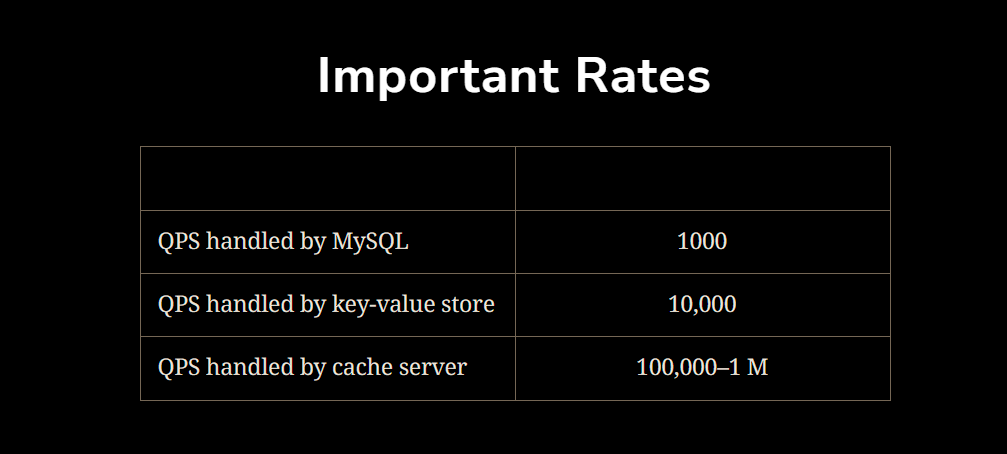 Important Rates
QPS handled by MySQL 1000
QPS handled by key-value store 10,000
QPS handled by cache server 100,000–1 M